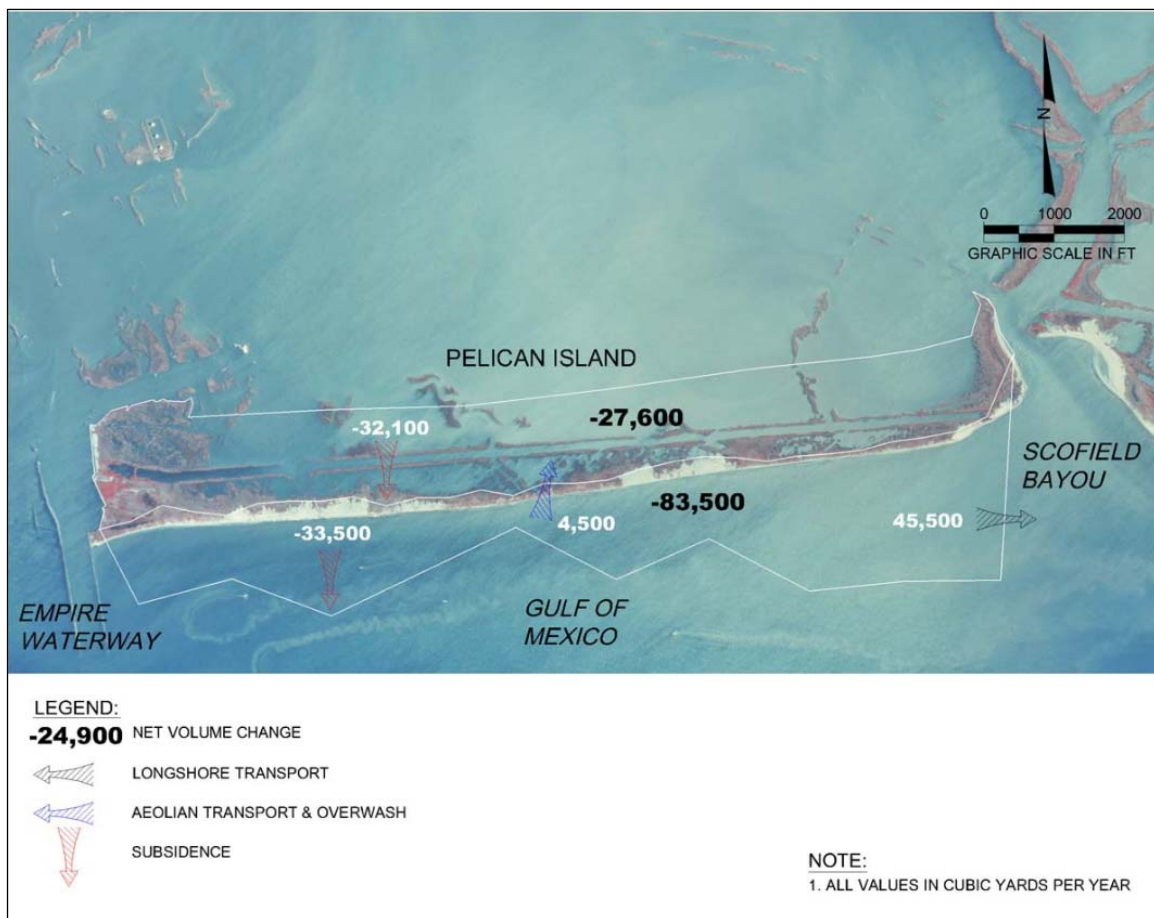 N
0 1000 2000
GRAPHIC SCALE IN FT
PELICAN ISLAND
-27,600
-32,100
SCOFIELD
BAYOU
-83,500
4,500
45,500
-33,500
EMPIRE
WATERWAY
GULF OF
MEXICO
LEGEND:
-24,900 NET VOLUME CHANGE
LONGSHORE TRANSPORT
AEOLIAN TRANSPORT & OVERWASH
SUBSIDENCE
NOTE:
1. ALL VALUES IN CUBIC YARDS PER YEAR